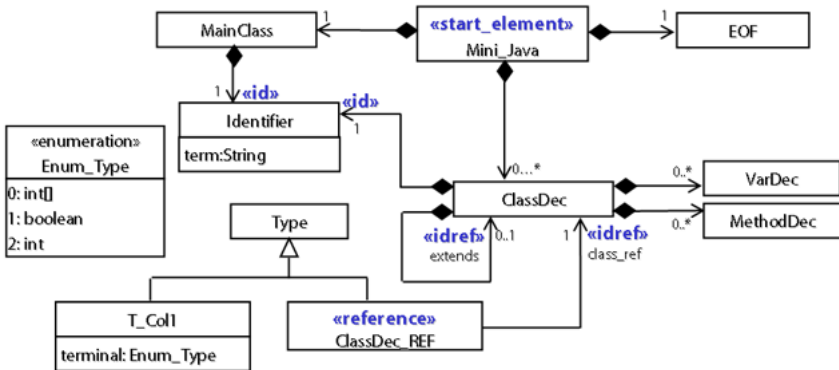 MainClass
1
«start_element»
Mini_Java
1
EOF
1
«id»
«id»
1
Identifier
term:String
«enumeration»
Enum_Type
0: int[]
1: boolean
2: int
0...*
ClassDec
0..*
VarDec
0..*
MethodDec
«idref»
0..1
extends
1
«idref»
class_ref
Type
T_Col1
terminal: Enum_Type
«reference»
ClassDec_REF